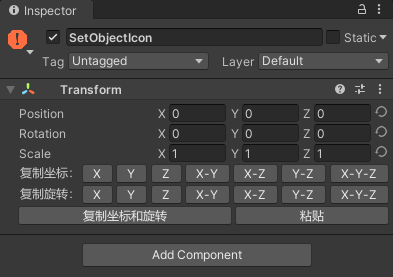 Inspector
SetObjectIcon Static
Tag Untagged Layer Default
Transform
Position X 0 Y 0 Z 0
Rotation X 0 Y 0 Z 0
Scale X 1 Y 1 Z 1
复制坐标: X Y Z X-Y X-Z Y-Z X-Y-Z
复制旋转: X Y Z X-Y X-Z Y-Z X-Y-Z
复制坐标和旋转 粘贴
Add Component